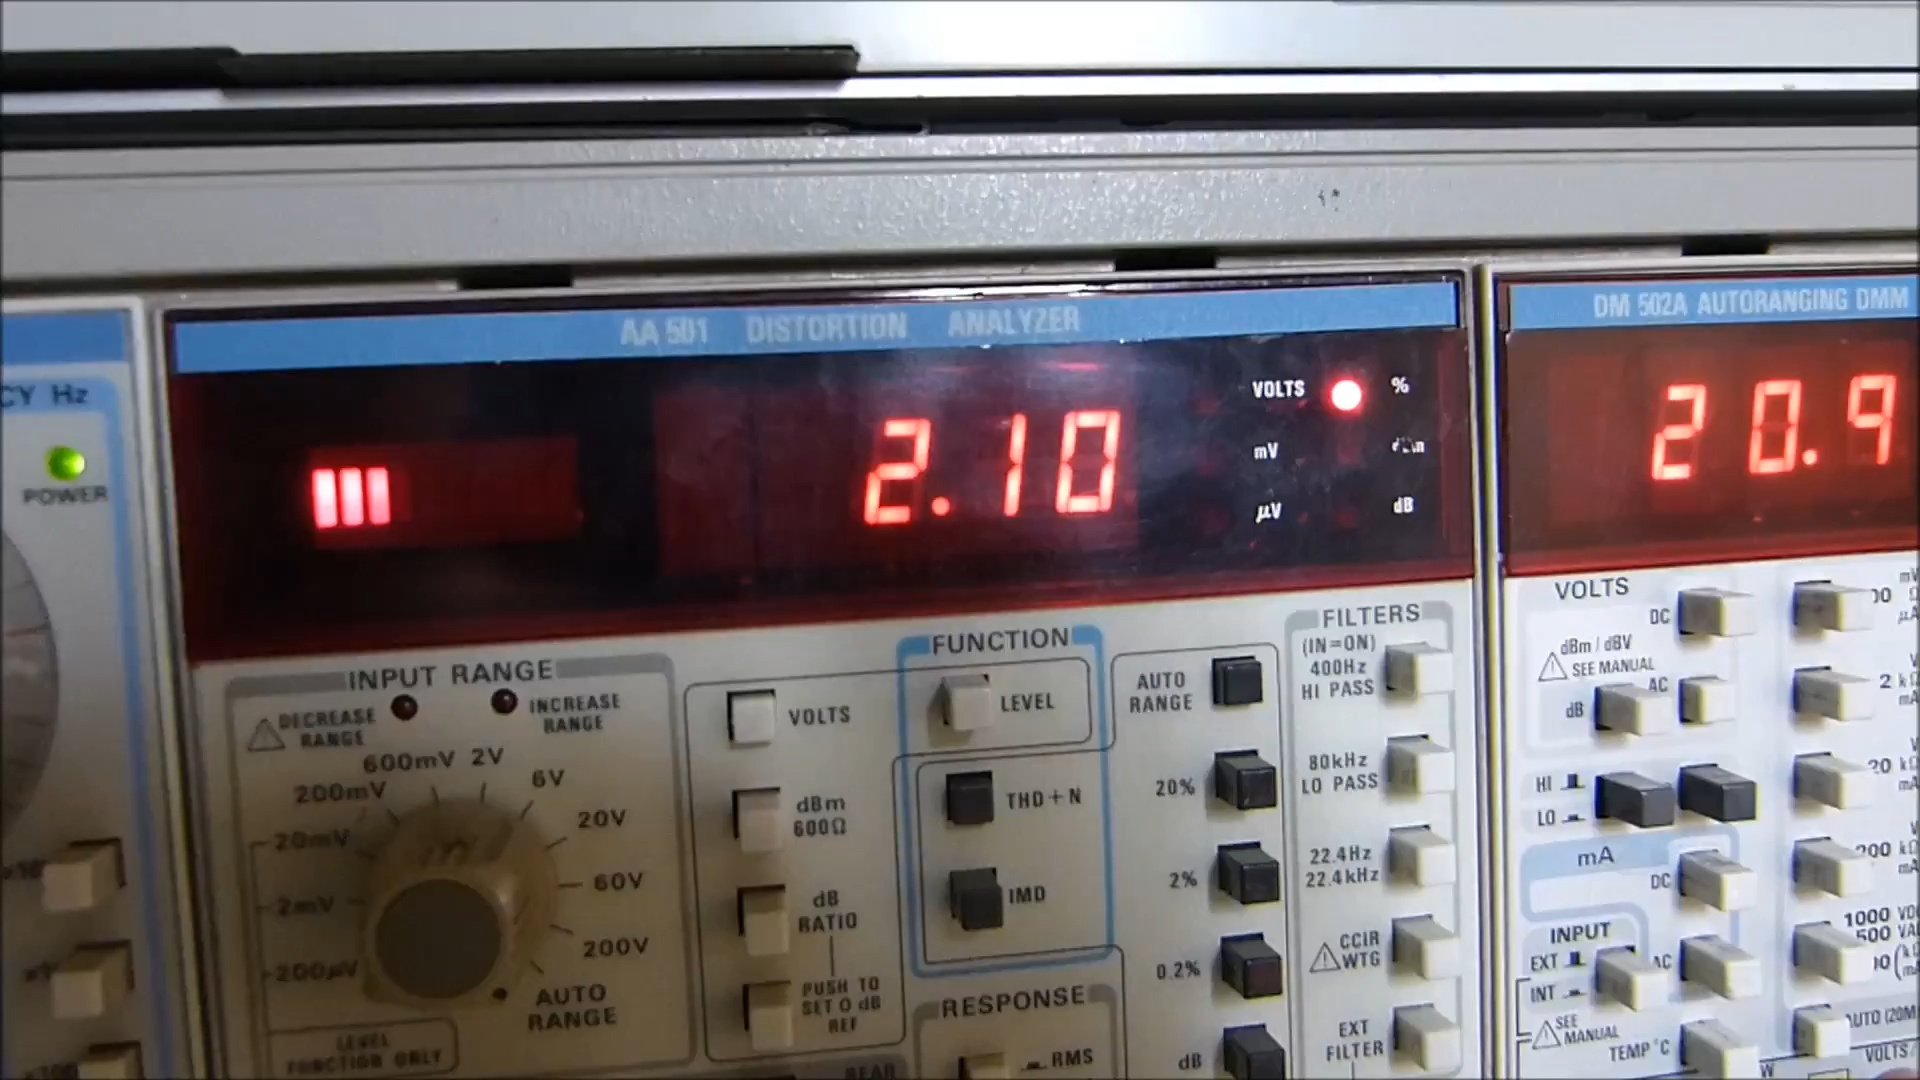 AA 501 DISTORTION ANALYZER
DM 502A AUTORANGING DMM
CY Hz
POWER
2.10
VOLTS
%
mV
µV
dB
20.9
INPUT RANGE
DECREASE RANGE
INCREASE RANGE
600mV
2V
200mV
6V
20mV
20V
2mV
60V
200µV
200V
AUTO RANGE
LEVEL
FUNCTION ONLY
VOLTS
dBm
600Ω
dB
RATIO
PUSH TO
SET 0 dB
REF
FUNCTION
LEVEL
THD+N
IMD
RESPONSE
RMS
REAR
AUTO
RANGE
20%
2%
0.2%
dB
FILTERS
(IN=ON)
400Hz
HI PASS
80kHz
LO PASS
22.4Hz
22.4kHz
CCIR
WTG
EXT
FILTER
VOLTS
DC
dBm / dBV
SEE MANUAL
AC
dB
HI
LO
mA
DC
INPUT
EXT
AC
INT
SEE
MANUAL
TEMP °C
2
1000
VOLTS